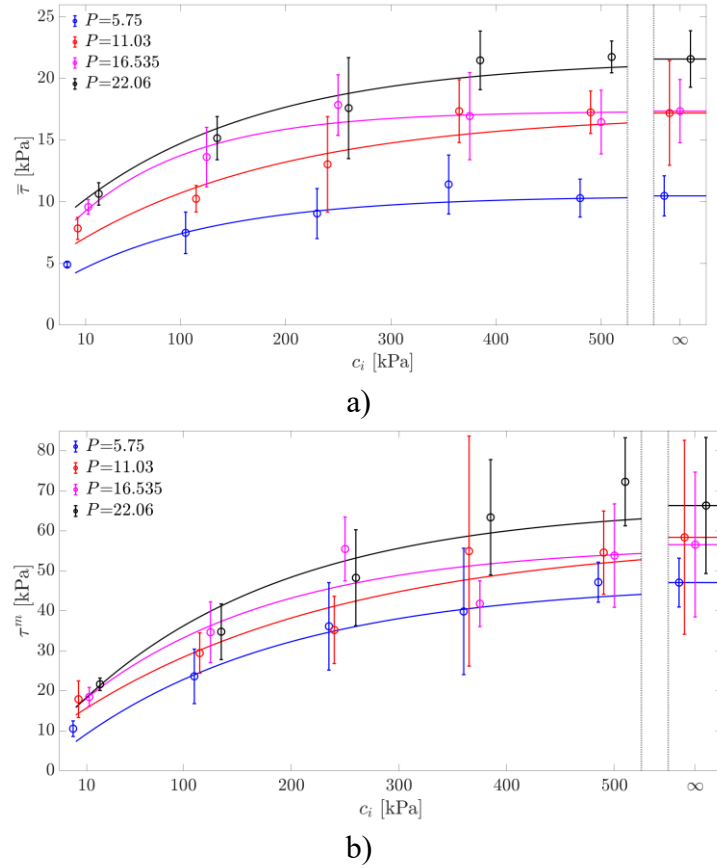 25
20
15
10
5
0
τ̄ [kPa]
P=5.75
P=11.03
P=16.535
P=22.06
10 100 200 300 400 500 ∞
c_i [kPa]
a)
80
70
60
50
40
30
20
10
0
τ^m [kPa]
P=5.75
P=11.03
P=16.535
P=22.06
10 100 200 300 400 500 ∞
c_i [kPa]
b)